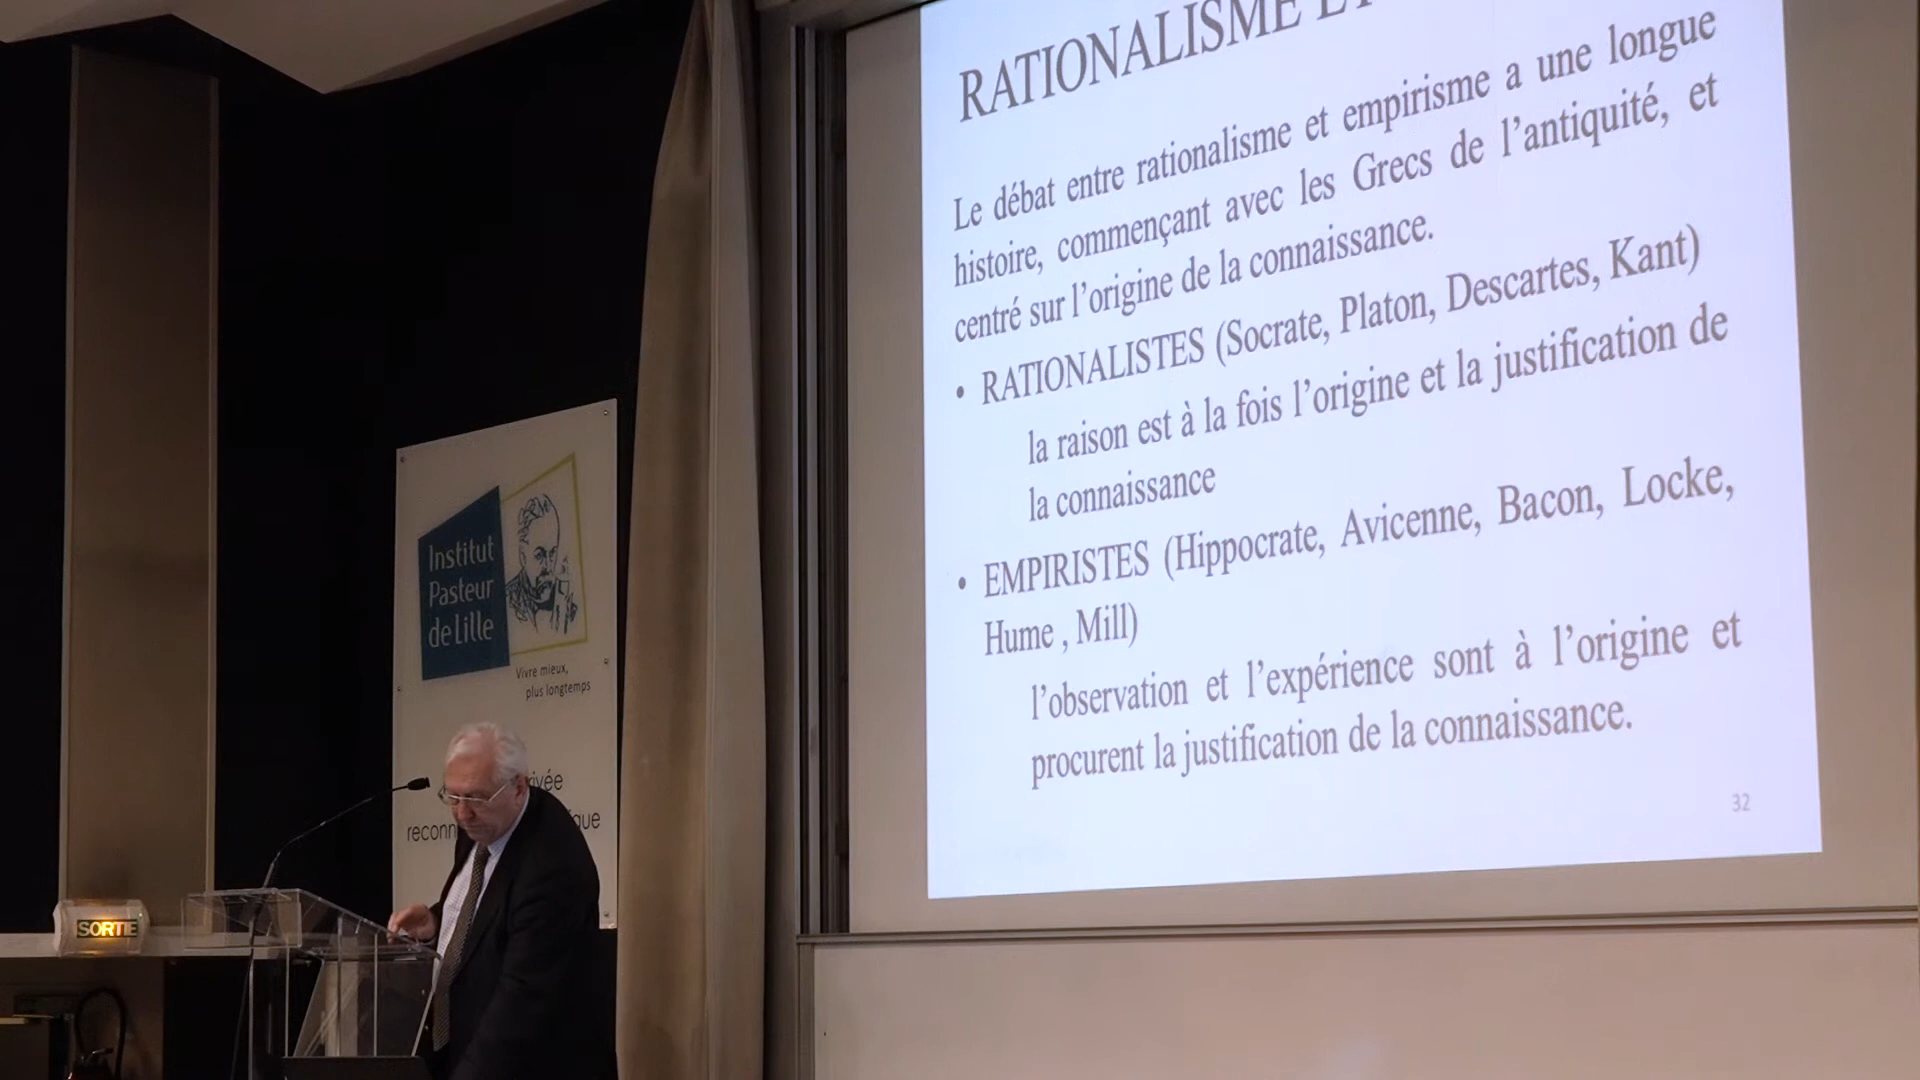 RATIONALISME ET
Le débat entre rationalisme et empirisme a une longue
histoire, commençant avec les Grecs de l'antiquité, et
centré sur l'origine de la connaissance.
• RATIONALISTES (Socrate, Platon, Descartes, Kant)
la raison est à la fois l'origine et la justification de
la connaissance
• EMPIRISTES (Hippocrate, Avicenne, Bacon, Locke,
Hume , Mill)
l'observation et l'expérience sont à l'origine et
procurent la justification de la connaissance.
32
Institut
Pasteur
de Lille
Vivre mieux,
plus longtemps
SORTIE